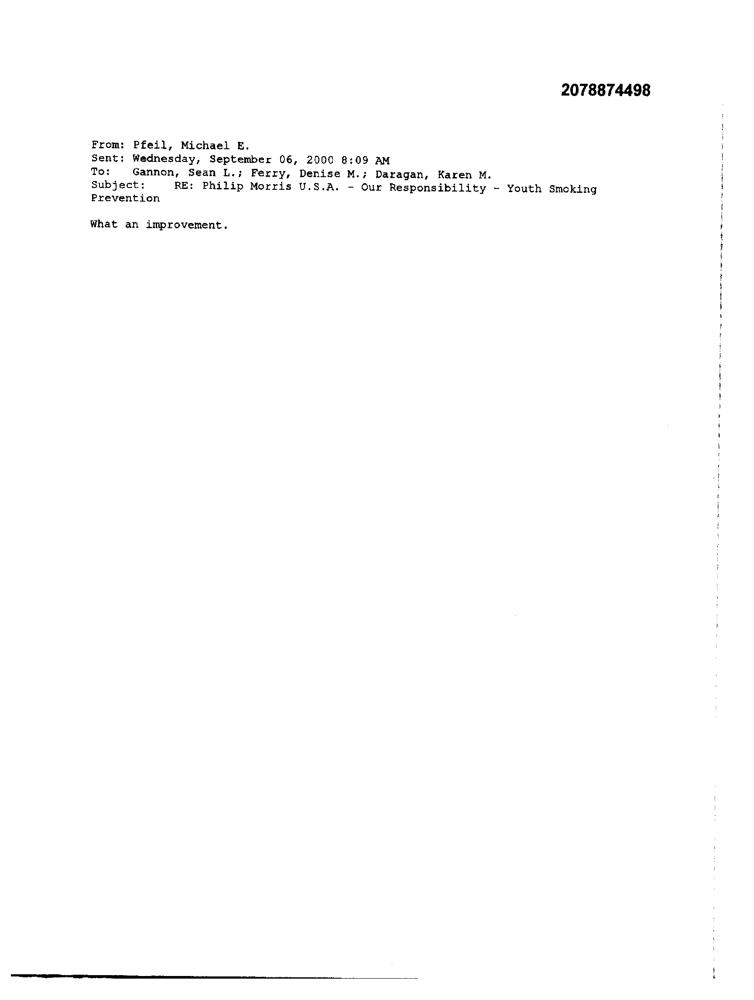 2078874498
From: Pfeil, Michael E.
Sent: Wednesday, September 06, 2000 8:09 AM
To: Gannon, Sean L.; Ferry, Denise M.; Daragan, Karen M.
Subject: RE: Philip Morris U.S.A. - Our Responsibility - Youth Smoking
Prevention
What an improvement.